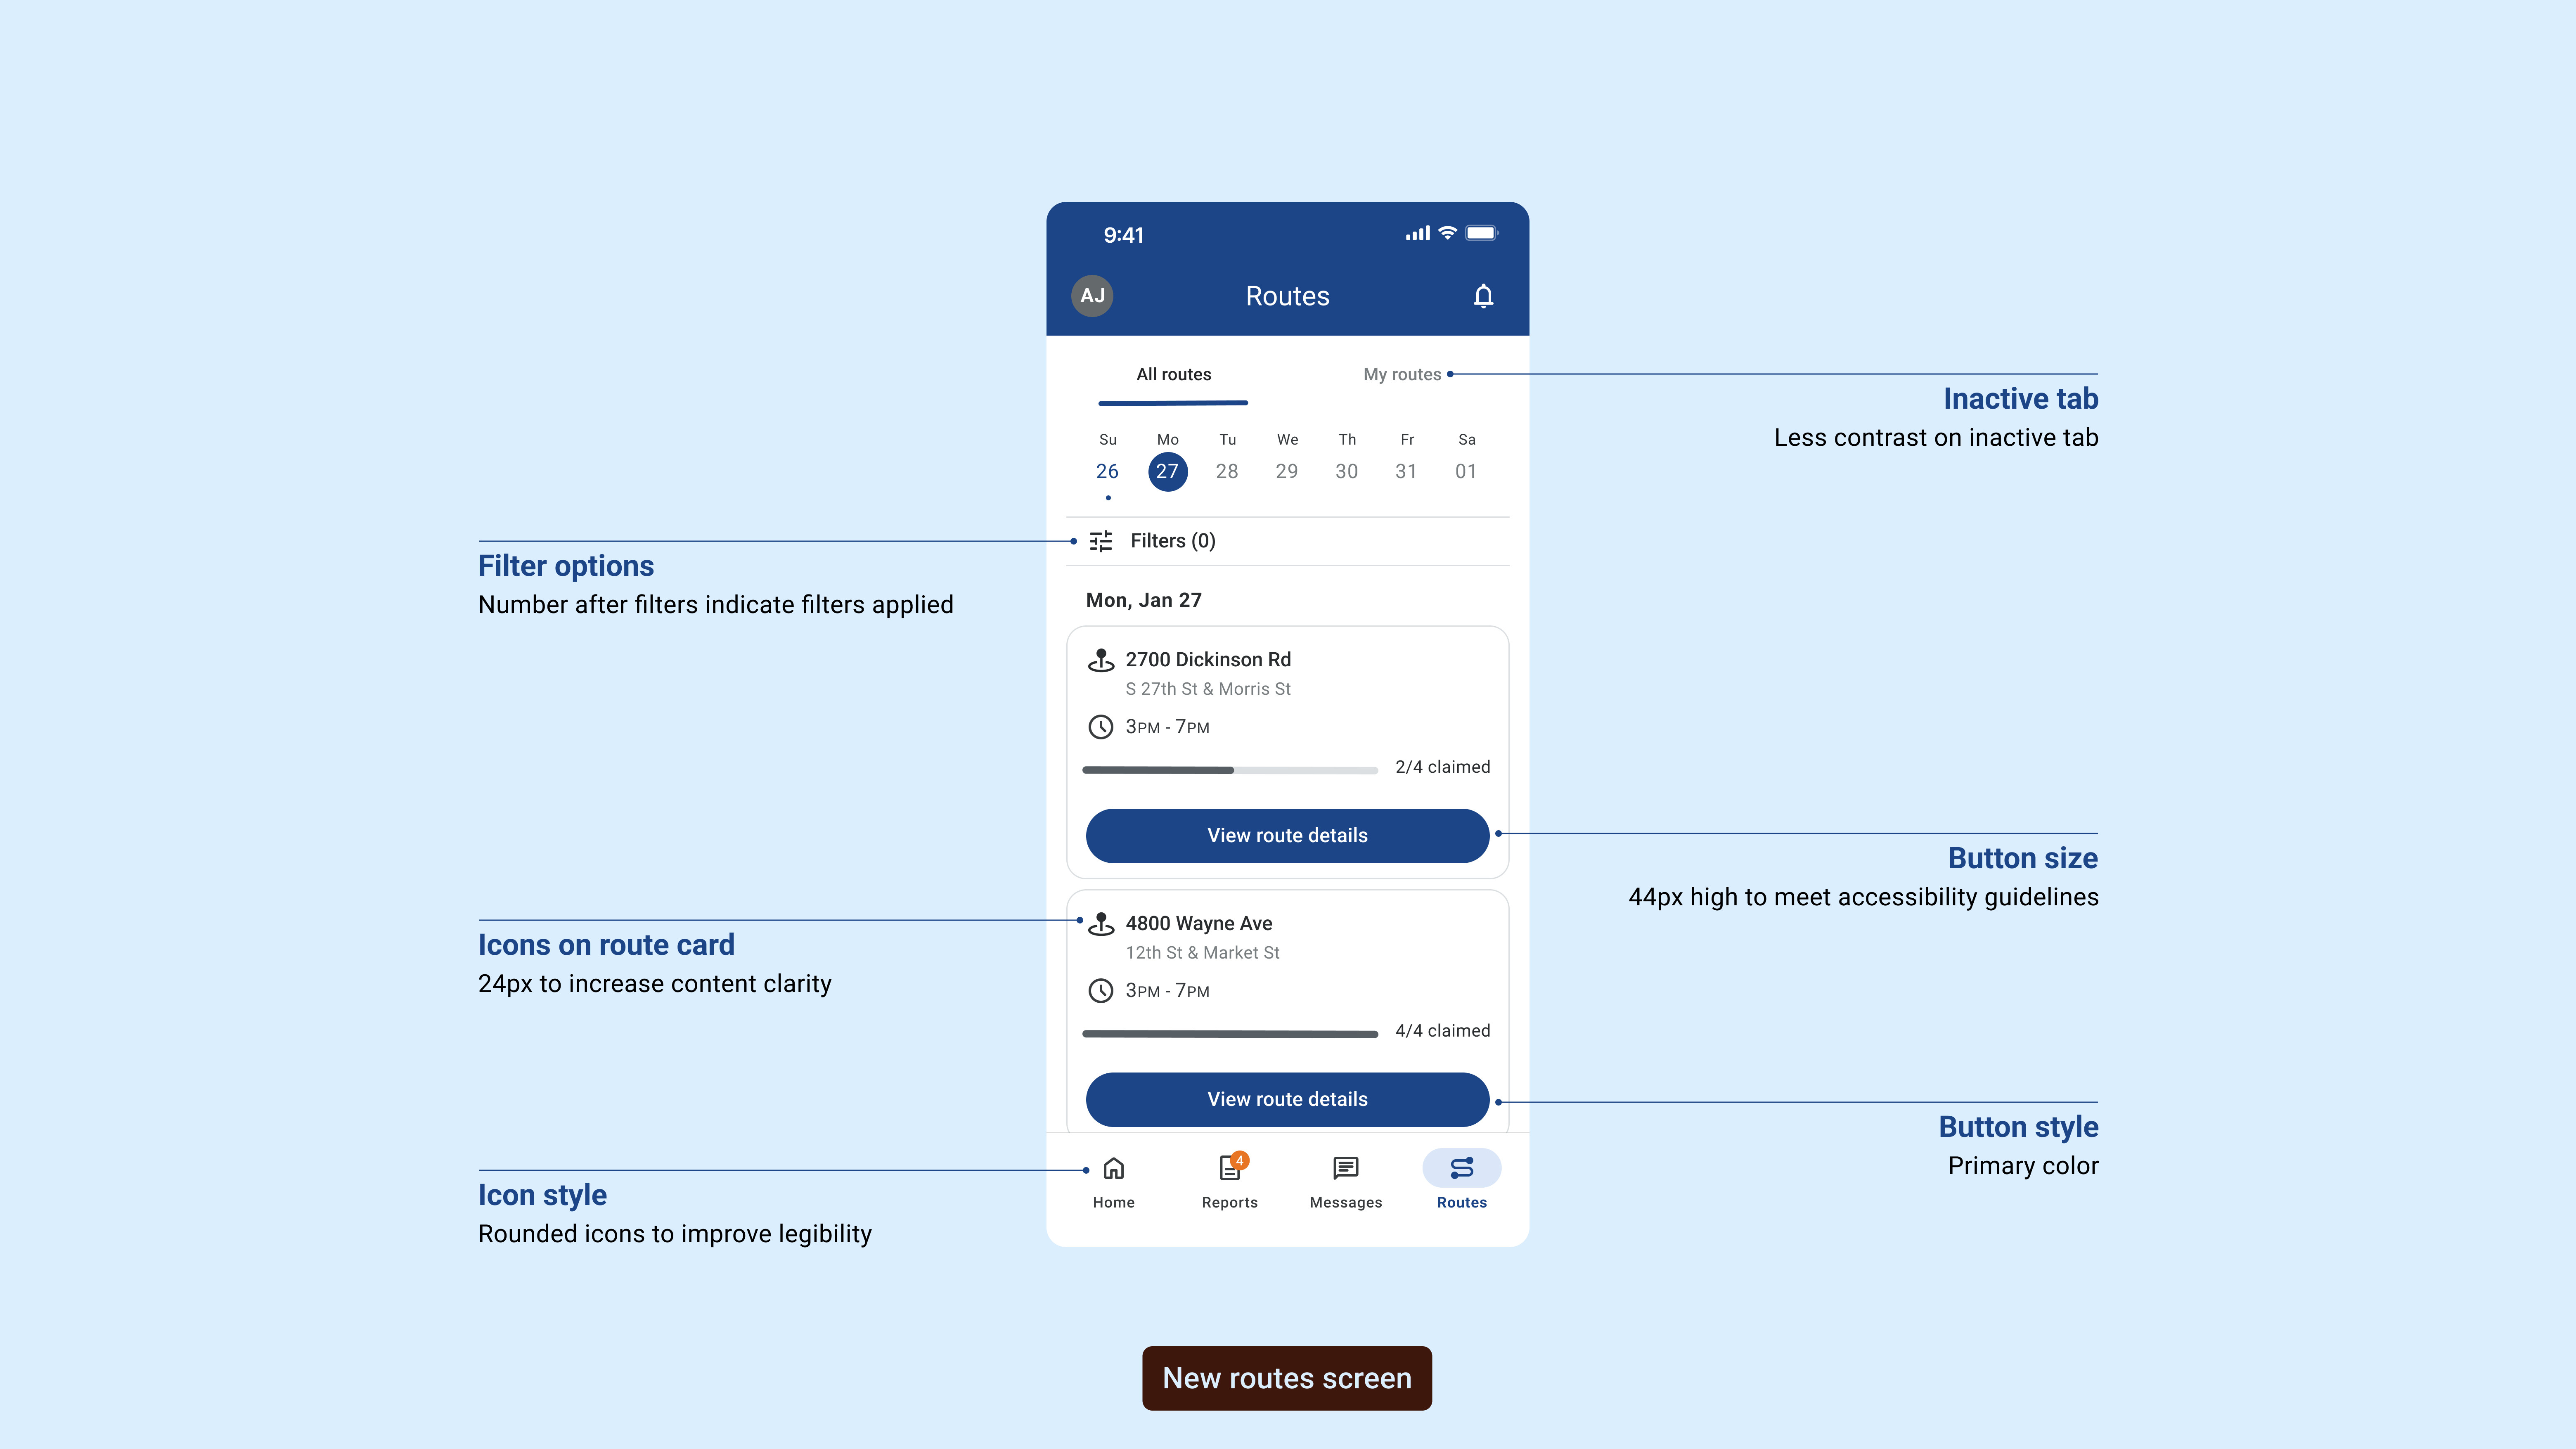 9:41
AJ
Routes
All routes
My routes
Su Mo Tu We Th Fr Sa
26 27 28 29 30 31 01
Filters (0)
Mon, Jan 27
2700 Dickinson Rd
S 27th St & Morris St
3PM - 7PM
2/4 claimed
View route details
4800 Wayne Ave
12th St & Market St
3PM - 7PM
4/4 claimed
View route details
4
Home
Reports
Messages
Routes
Filter options
Number after filters indicate filters applied
Icons on route card
24px to increase content clarity
Icon style
Rounded icons to improve legibility
Inactive tab
Less contrast on inactive tab
Button size
44px high to meet accessibility guidelines
Button style
Primary color
New routes screen